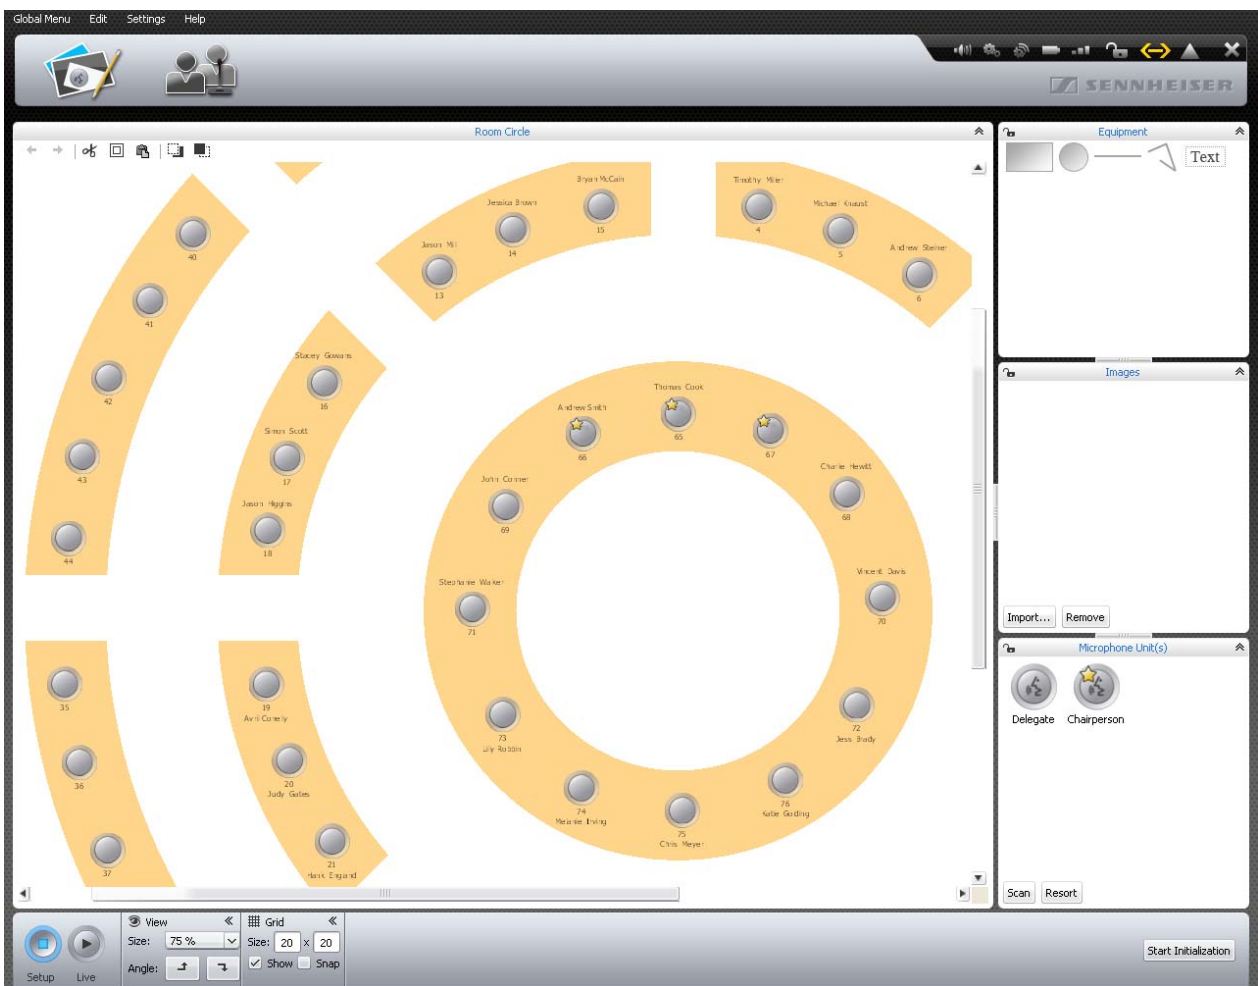 Global Menu Edit Settings Help
SENNHEISER
Room Circle
Equipment
Text
Bryan McCain
15
Jessica Brown
14
Jason Mill
13
Timothy Miller
4
Michael Knaust
5
Andrew Steiner
6
40
41
42
43
44
Stacey Gowans
16
Simon Scott
17
Jason Higgins
18
Thomas Cook
65
Andrew Smith
66
67
Charlie Hewitt
68
John Conner
69
Vincent Davis
70
Stephanie Walker
71
72
Jess Brady
73
Lily Robbin
74
Melanie Irving
75
Chris Meyer
76
Katie Golding
35
36
37
19
Avril Conelly
20
Judy Gates
21
Hank England
Images
Import... Remove
Microphone Unit(s)
Delegate Chairperson
Scan Resort
View
Size: 75 %
Angle:
Grid
Size: 20 x 20
Show Snap
Setup Live
Start Initialization